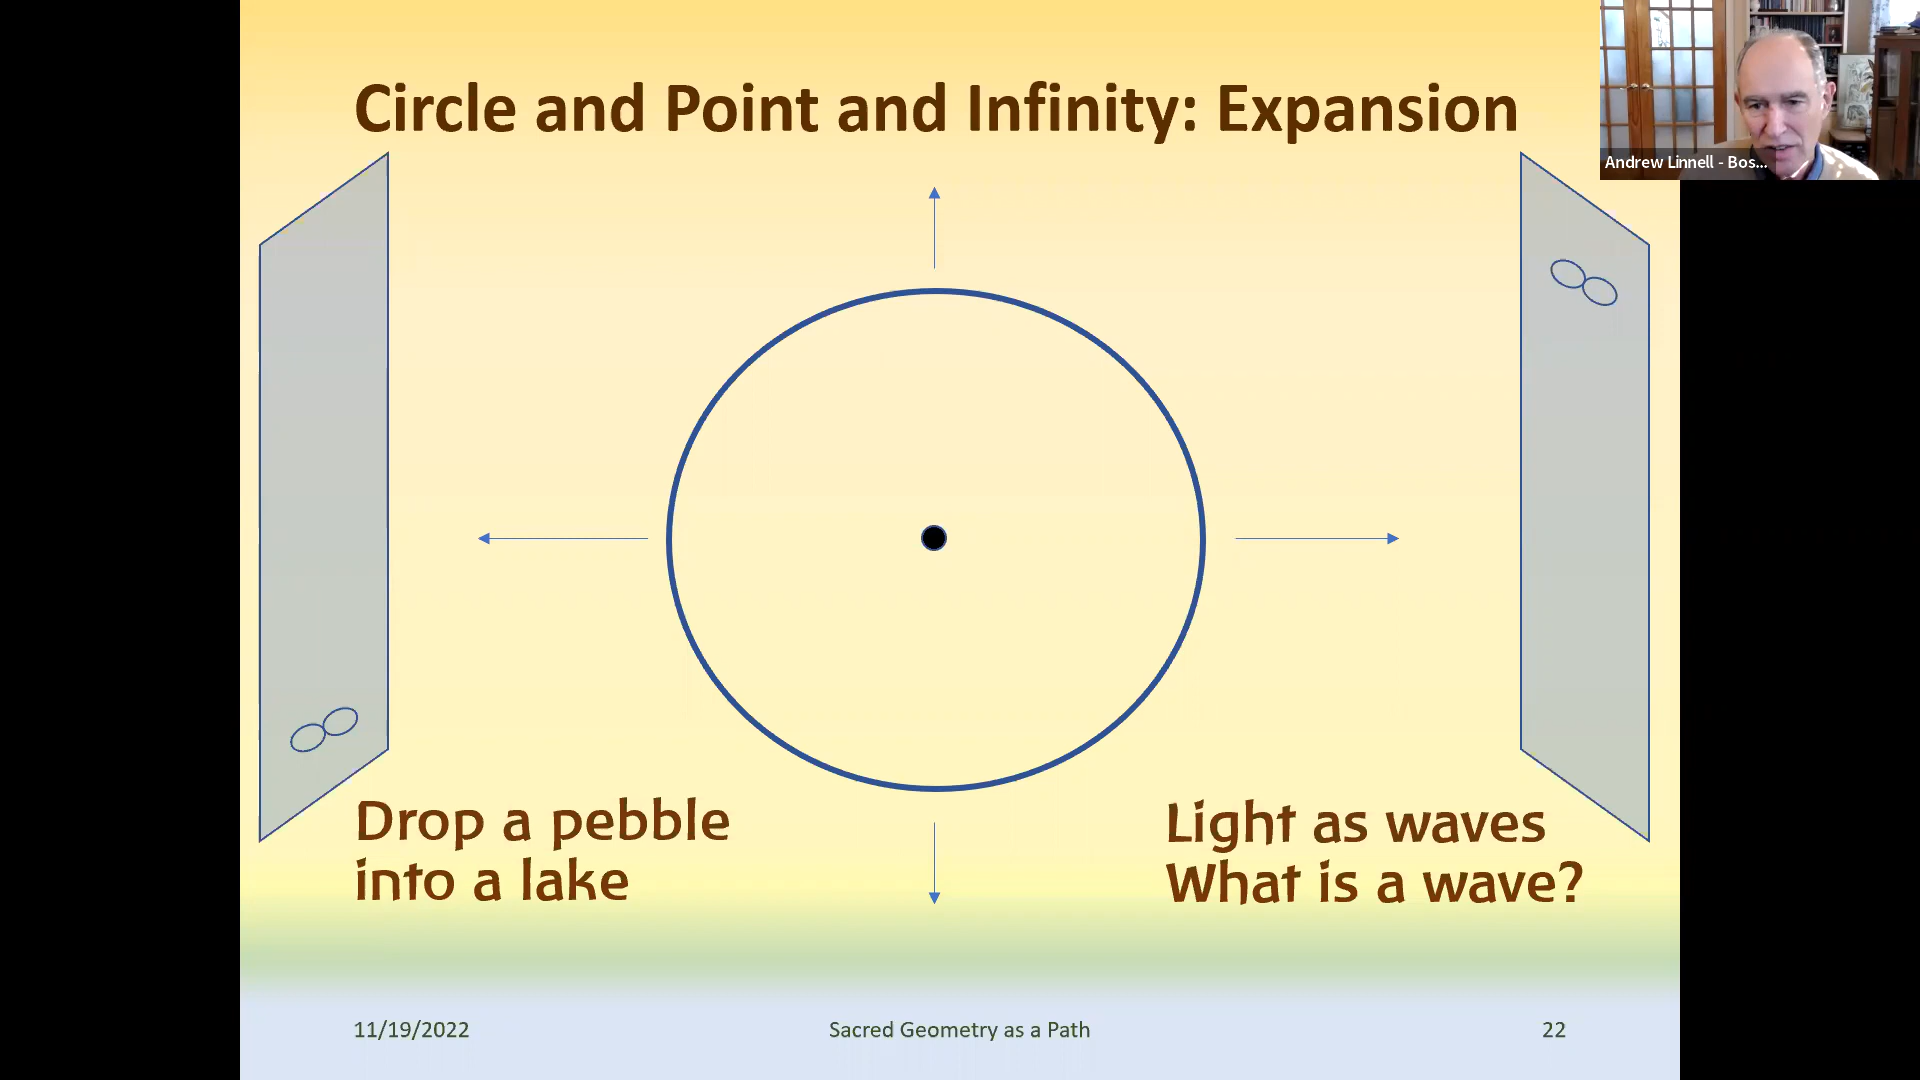 Circle and Point and Infinity: Expansion
Andrew Linnell - Bos...
Drop a pebble
into a lake
Light as waves
What is a wave?
11/19/2022
Sacred Geometry as a Path
22